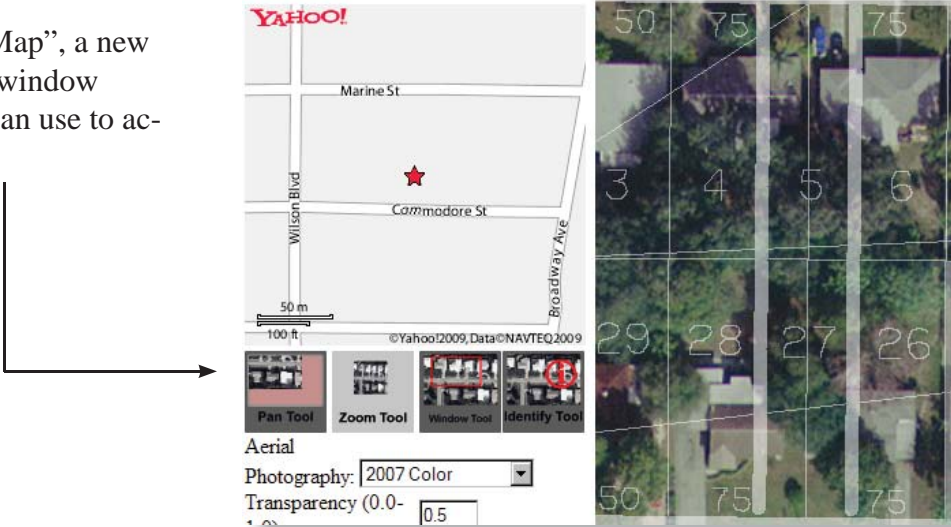 Map”, a new
window
an use to ac-
YAHOO!
Marine St
Wilson Blvd
Commodore St
Broadway Ave
50 m
100 ft
©Yahoo!2009, Data©NAVTEQ2009
Pan Tool
Zoom Tool
Window Tool
Identify Tool
Aerial
Photography: 2007 Color
Transparency (0.0-
0.5
50 75 75
3 4 5 6
29 28 27 26
50 75 75